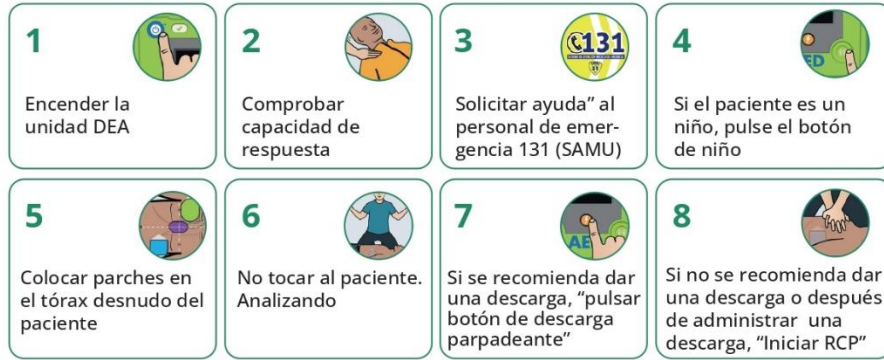 1
Encender la
unidad DEA
2
Comprobar
capacidad de
respuesta
3
131
Solicitar ayuda” al
personal de emer-
gencia 131 (SAMU)
4
ED
Si el paciente es un
niño, pulse el botón
de niño
5
Colocar parches en
el tórax desnudo del
paciente
6
No tocar al paciente.
Analizando
7
AE
Si se recomienda dar
una descarga, “pulsar
botón de descarga
parpadeante”
8
Si no se recomienda dar
una descarga o después
de administrar una
descarga, “Iniciar RCP”